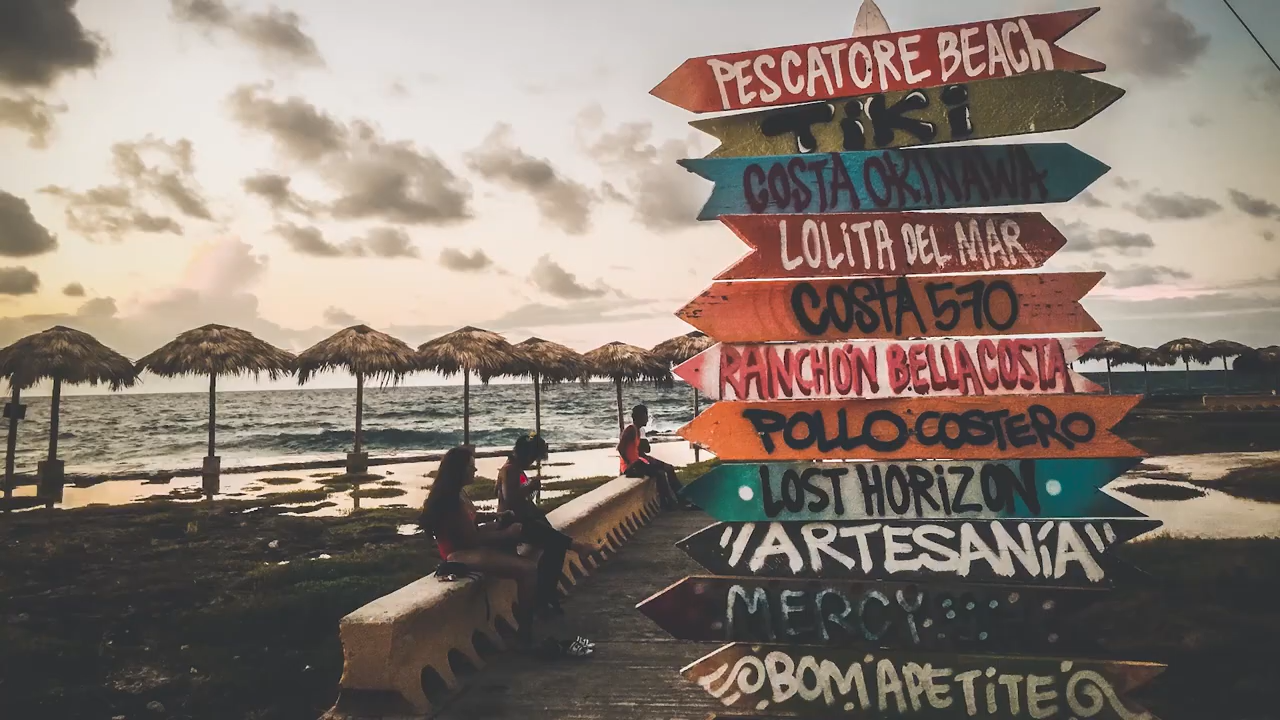 PESCATORE BEACh
TiKi
COSTA OKINAWA
LOLiTA DEL MAR
COSTA 570
RANCHÓN BELLACOSTA
POLLO COSTERO
LOST HORIZON
"ARTESANÍA"
MERCY
BOM APETiTE